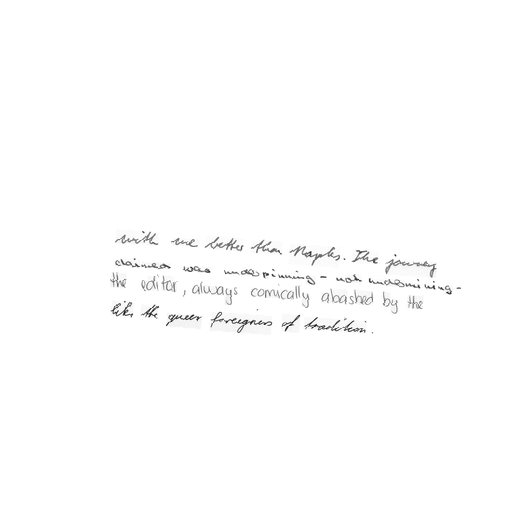 with me better than Naples. The journey
claimed was underpinning - not undermining -
the editor, always comically abashed by the
like the queer foreigners of tradition.